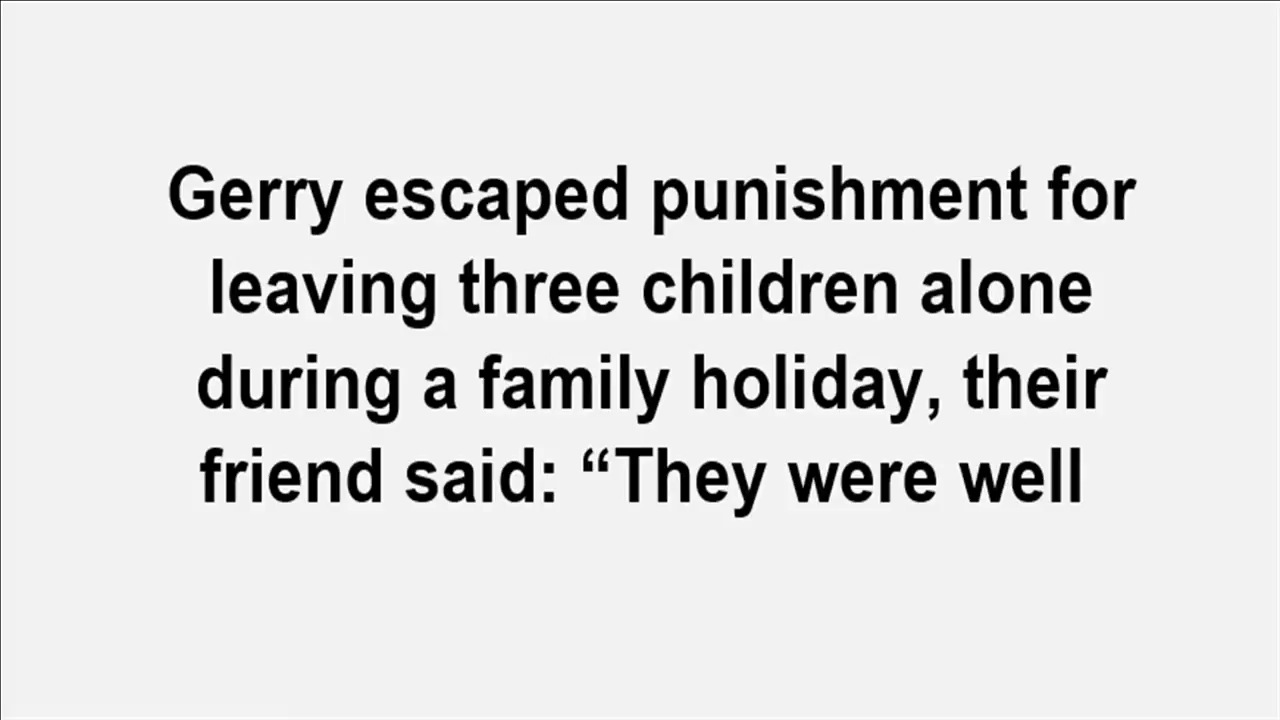 Gerry escaped punishment for
leaving three children alone
during a family holiday, their
friend said: “They were well